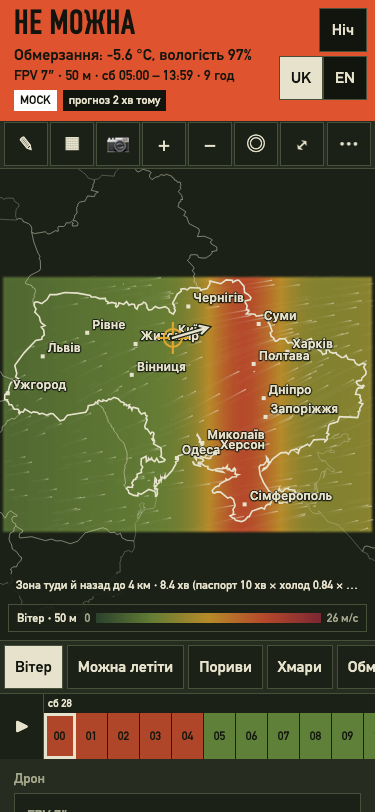 НЕ МОЖНА
Ніч
Обмерзання: -5.6 °C, вологість 97%
FPV 7″ · 50 м · сб 05:00 – 13:59 · 9 год
UK EN
МОСК прогноз 2 хв тому
Чернігів
Суми
Рівне
Київ
Житомир
Харків
Львів
Полтава
Вінниця
Ужгород
Дніпро
Запоріжжя
Миколаїв
Одеса Херсон
Сімферополь
Зона туди й назад до 4 км · 8.4 хв (паспорт 10 хв × холод 0.84 × …
Вітер · 50 м 0 26 м/с
Вітер Можна летіти Пориви Хмари Обм
сб 28
00 01 02 03 04 05 06 07 08 09
Дрон